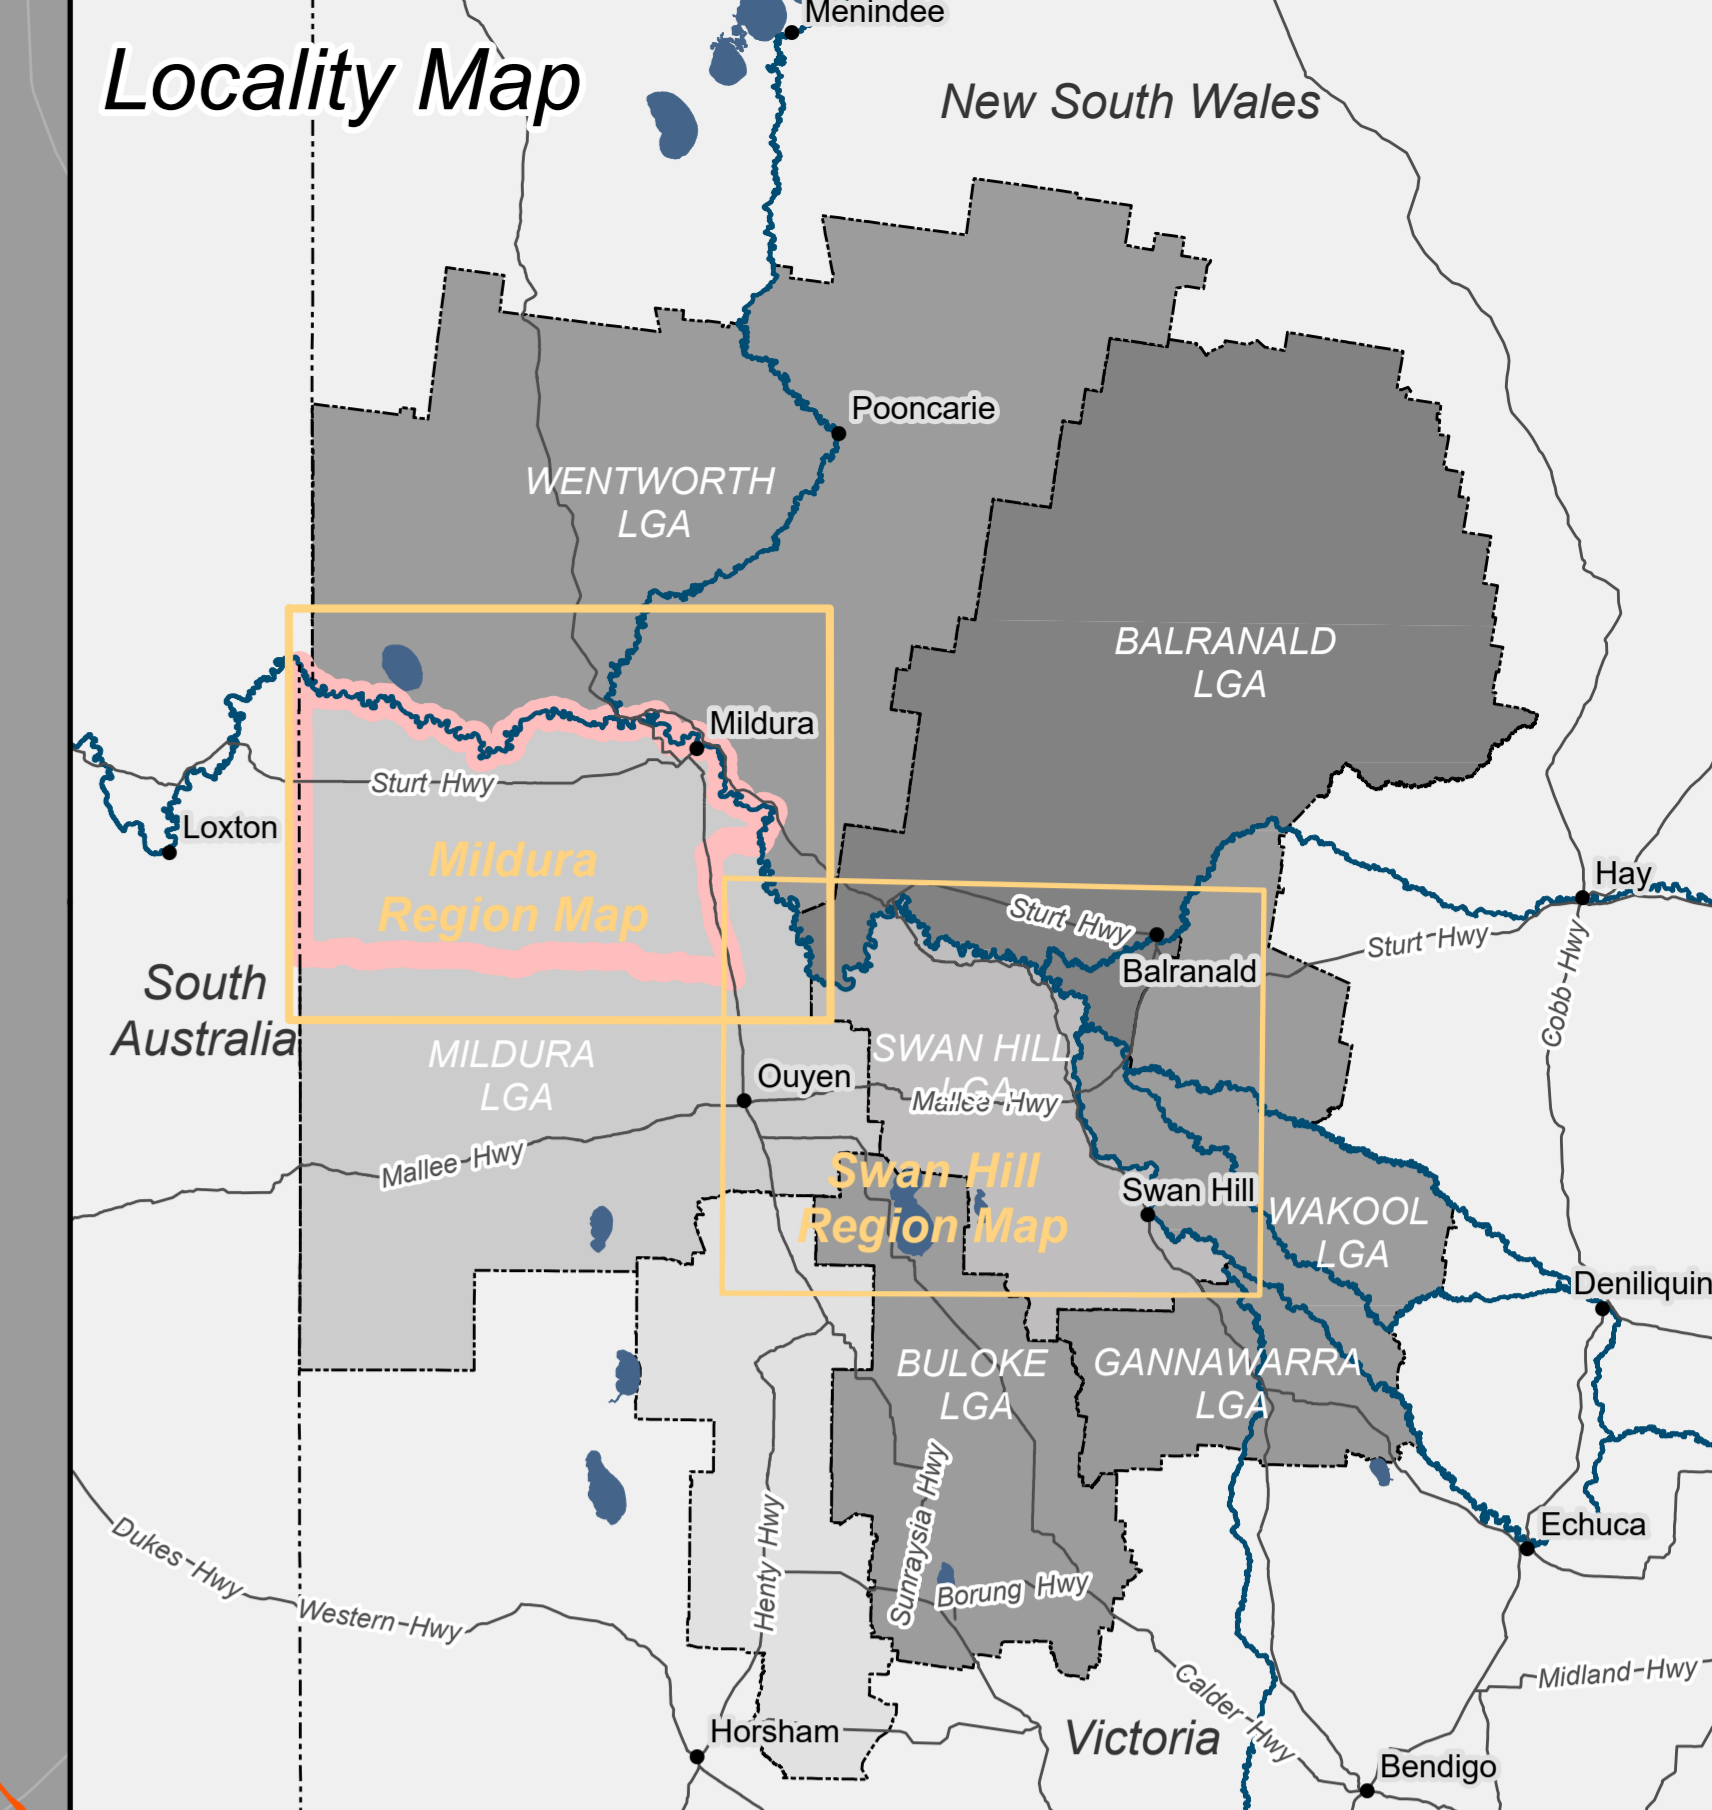 Menindee
Locality Map
New South Wales
Pooncarie
WENTWORTH
LGA
BALRANALD
LGA
Mildura
Sturt Hwy
Loxton
Mildura
Region Map
Hay
Sturt Hwy
Sturt Hwy
Balranald
Cobb Hwy
South
Australia
MILDURA
LGA
SWAN HILL
LGA
Ouyen
Mallee Hwy
Mallee Hwy
Swan Hill
Region Map
Swan Hill
WAKOOL
LGA
Deniliquin
BULOKE
LGA
GANNAWARRA
LGA
Sunraysia Hwy
Henty Hwy
Echuca
Dukes Hwy
Western Hwy
Borung Hwy
Calder Hwy
Midland Hwy
Horsham
Victoria
Bendigo